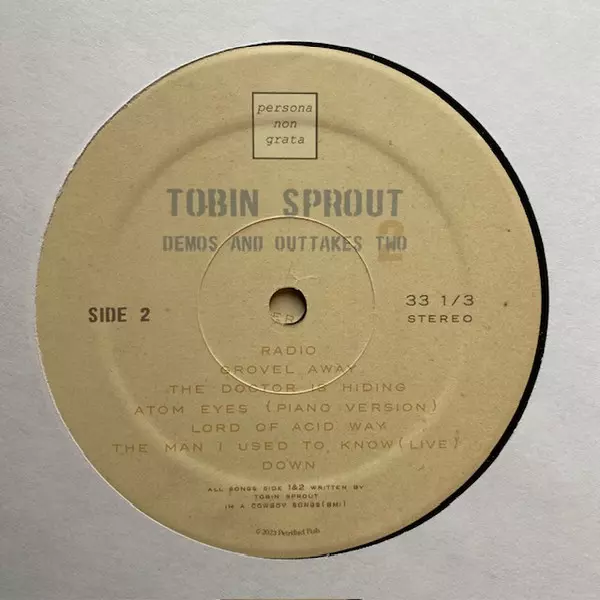 persona
non
grata
TOBIN SPROUT
DEMOS AND OUTTAKES TWO
2
SIDE 2
33 1/3
STEREO
RADIO
GROVEL AWAY
THE DOCTOR IS HIDING
ATOM EYES (PIANO VERSION)
LORD OF ACID WAY
THE MAN I USED TO KNOW(LIVE)
DOWN
ALL SONGS SIDE 1&2 WRITTEN BY
TOBIN SPROUT
IN A COWBOY SONGS(BMI)